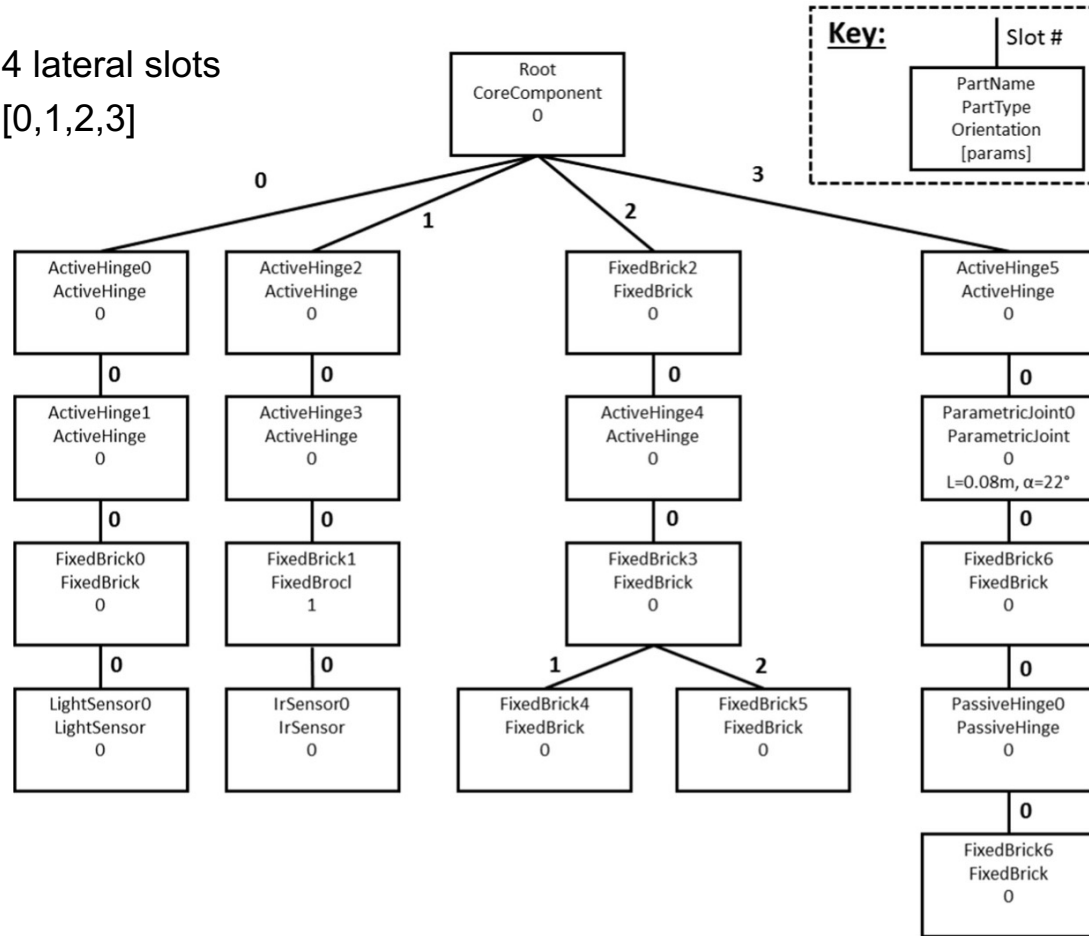 4 lateral slots
[0,1,2,3]
Key:
Slot #
PartName
PartType
Orientation
[params]
Root
CoreComponent
0
0
1
2
3
ActiveHinge0
ActiveHinge
0
ActiveHinge2
ActiveHinge
0
FixedBrick2
FixedBrick
0
ActiveHinge5
ActiveHinge
0
0
0
0
0
ActiveHinge1
ActiveHinge
0
ActiveHinge3
ActiveHinge
0
ActiveHinge4
ActiveHinge
0
ParametricJoint0
ParametricJoint
0
L=0.08m, α=22°
0
0
0
0
FixedBrick0
FixedBrick
0
FixedBrick1
FixedBrocl
1
FixedBrick3
FixedBrick
0
FixedBrick6
FixedBrick
0
0
0
1
2
0
LightSensor0
LightSensor
0
IrSensor0
IrSensor
0
FixedBrick4
FixedBrick
0
FixedBrick5
FixedBrick
0
PassiveHinge0
PassiveHinge
0
0
FixedBrick6
FixedBrick
0